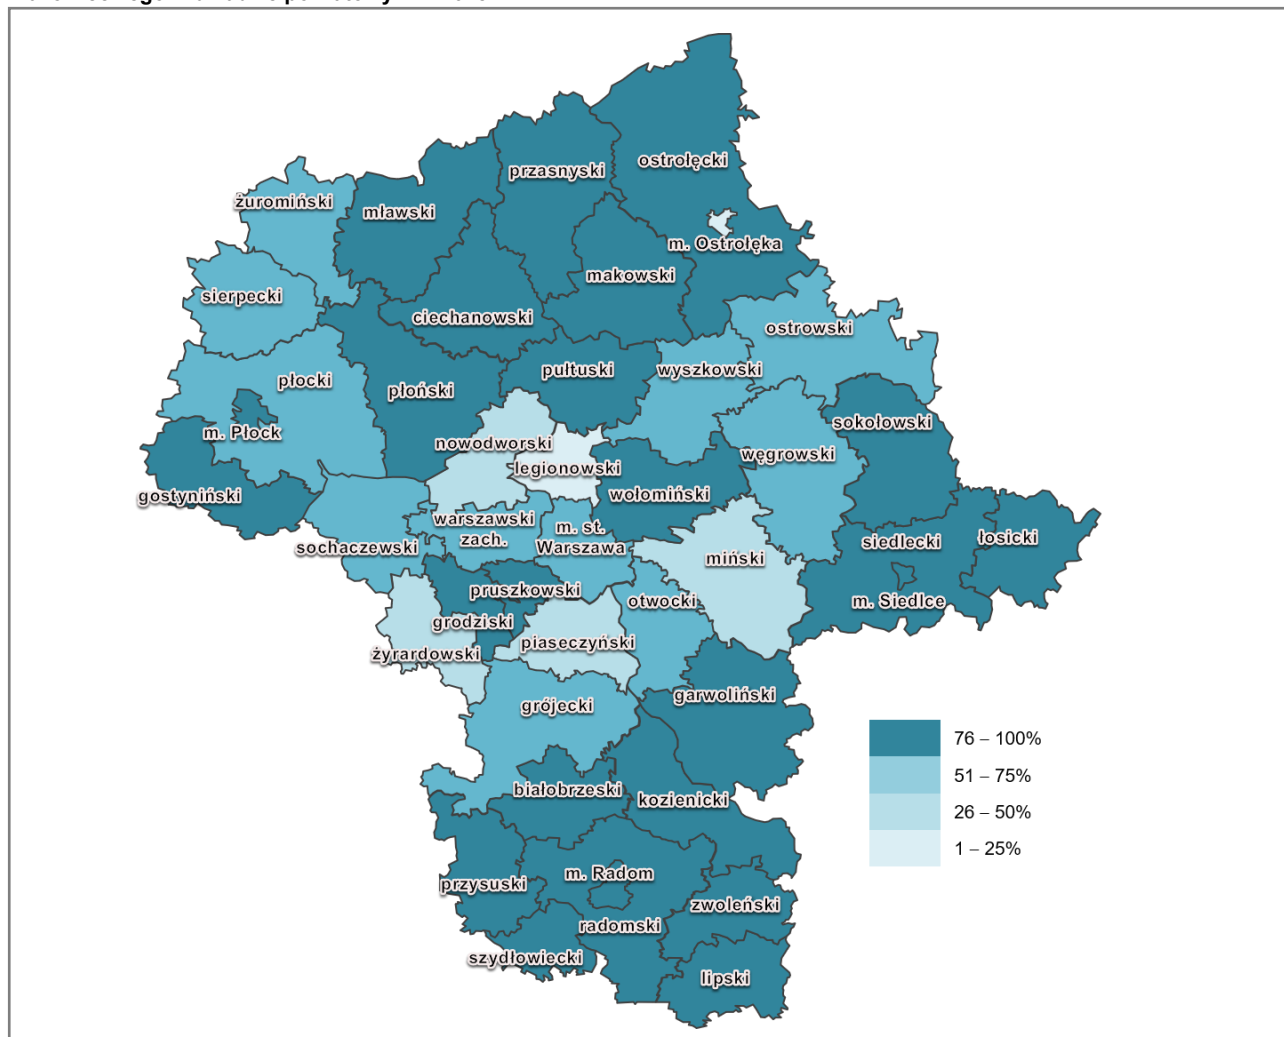 ostrołęcki
przasnyski
żuromiński
mławski
m. Ostrołęka
makowski
sierpecki
ciechanowski
ostrowski
płocki
płoński
pułtuski
wyszkowski
m. Płock
sokołowski
nowodworski
legionowski
węgrowski
gostyniński
wołomiński
warszawski
zach.
m. st.
Warszawa
sochaczewski
miński
siedlecki
łosicki
pruszkowski
otwocki
m. Siedlce
grodziski
piaseczyński
żyrardowski
garwoliński
grójecki
76 – 100%
51 – 75%
26 – 50%
1 – 25%
białobrzeski
kozienicki
m. Radom
przysuski
zwoleński
radomski
szydłowiecki
lipski